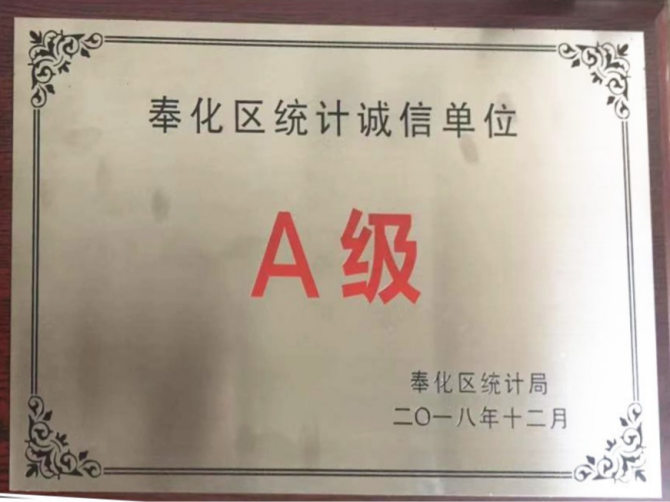 奉化区统计诚信单位
A级
奉化区统计局
二〇一八年十二月